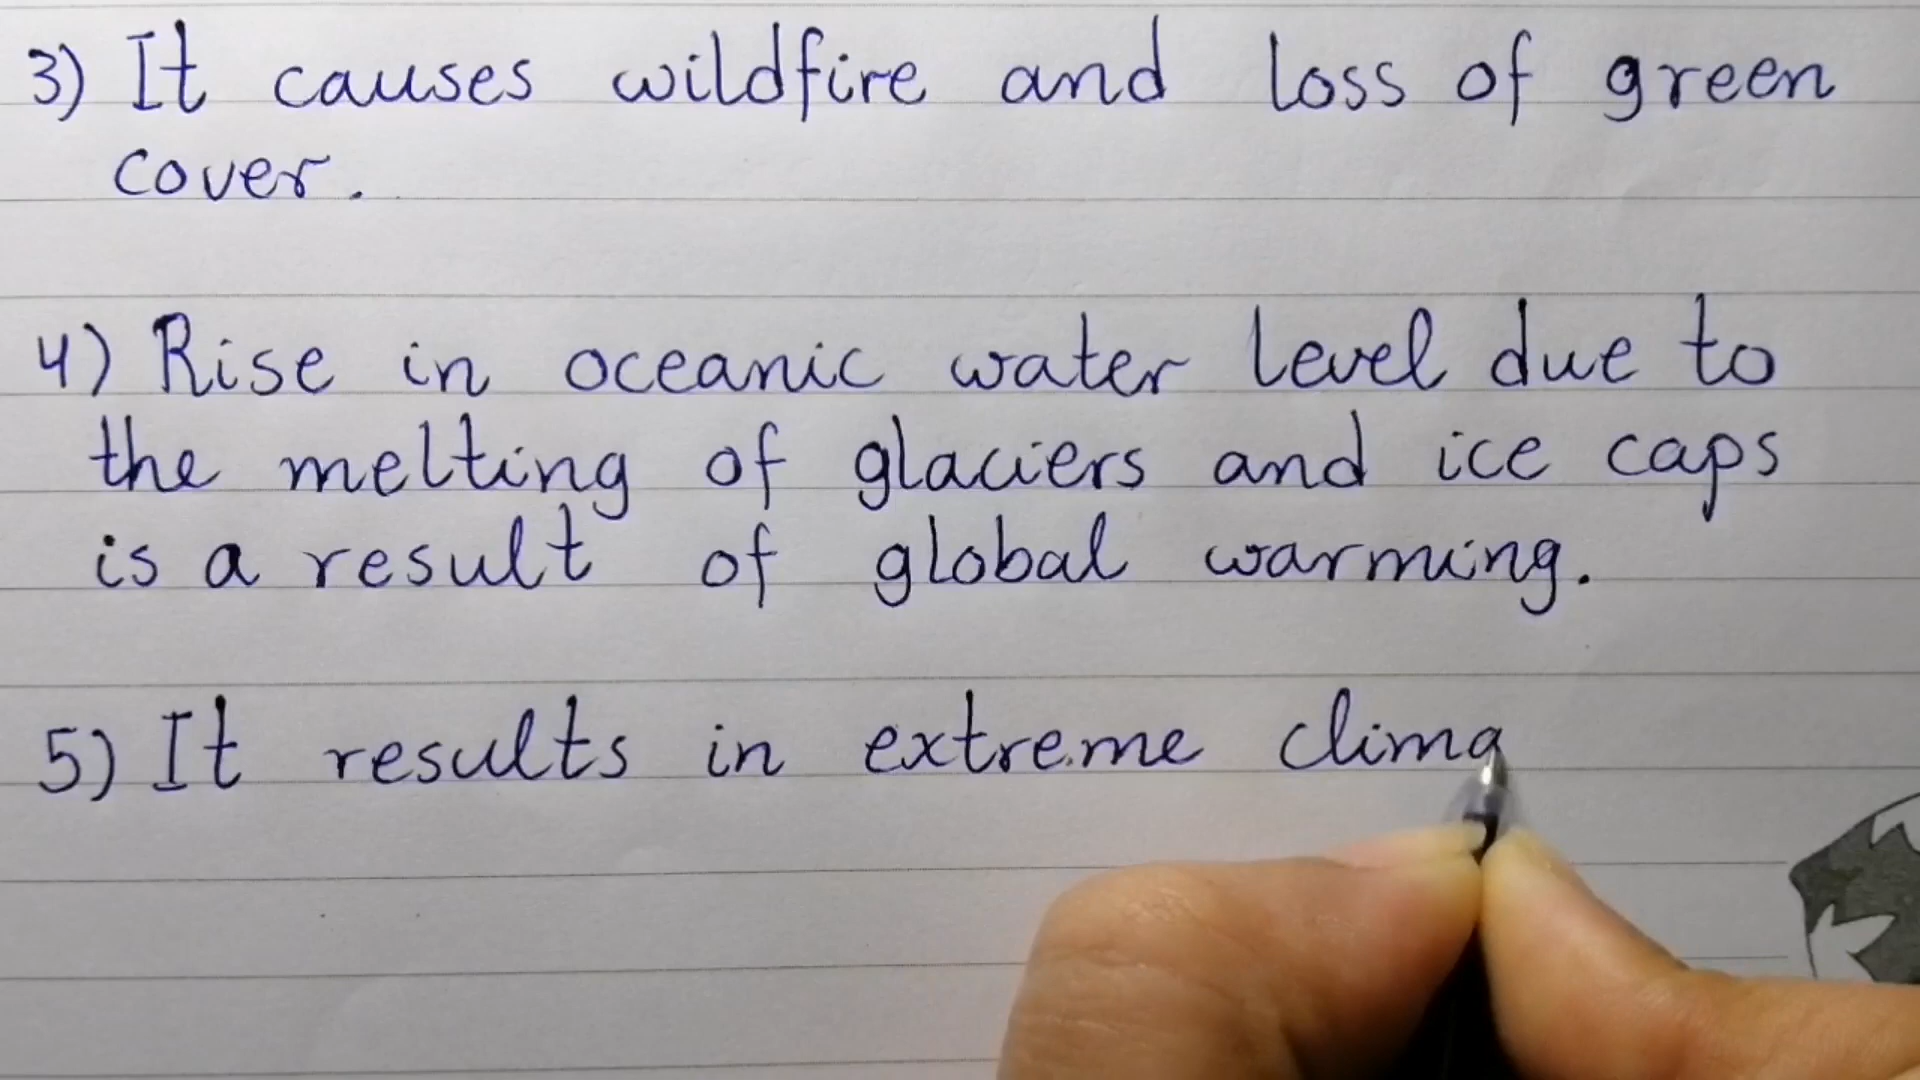 3) It causes wildfire and loss of green
cover.
4) Rise in oceanic water level due to
the melting of glaciers and ice caps
is a result of global warming.
5) It results in extreme clima